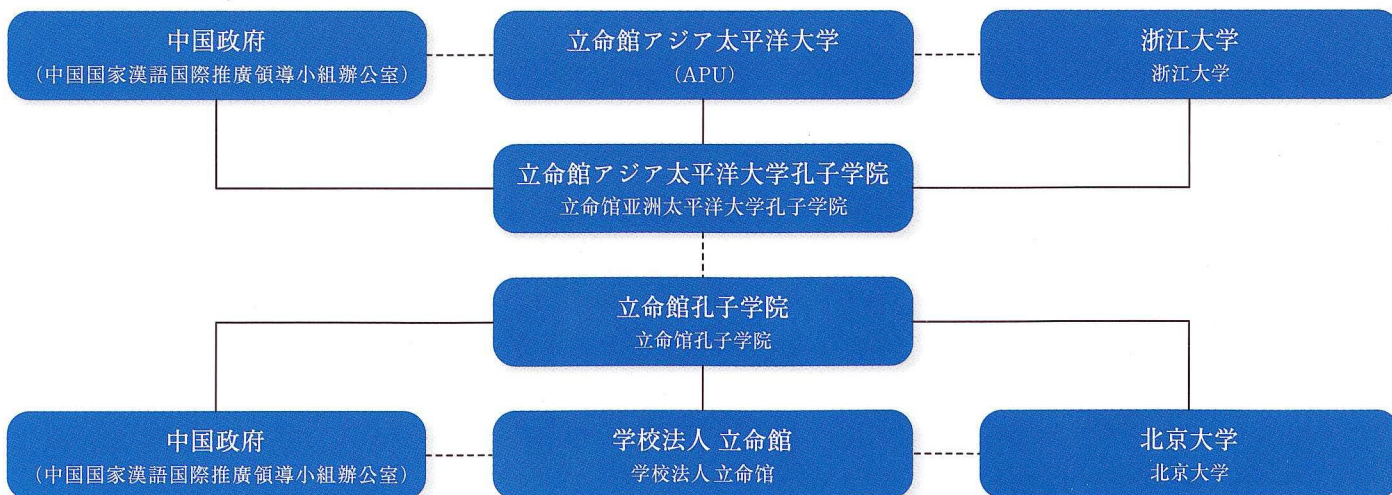 中国政府
(中国国家漢語国際推廣領導小組辦公室)
立命館アジア太平洋大学
(APU)
浙江大学
浙江大学
立命館アジア太平洋大学孔子学院
立命馆亚洲太平洋大学孔子学院
立命館孔子学院
立命馆孔子学院
中国政府
(中国国家漢語国際推廣領導小組辦公室)
学校法人 立命館
学校法人 立命馆
北京大学
北京大学